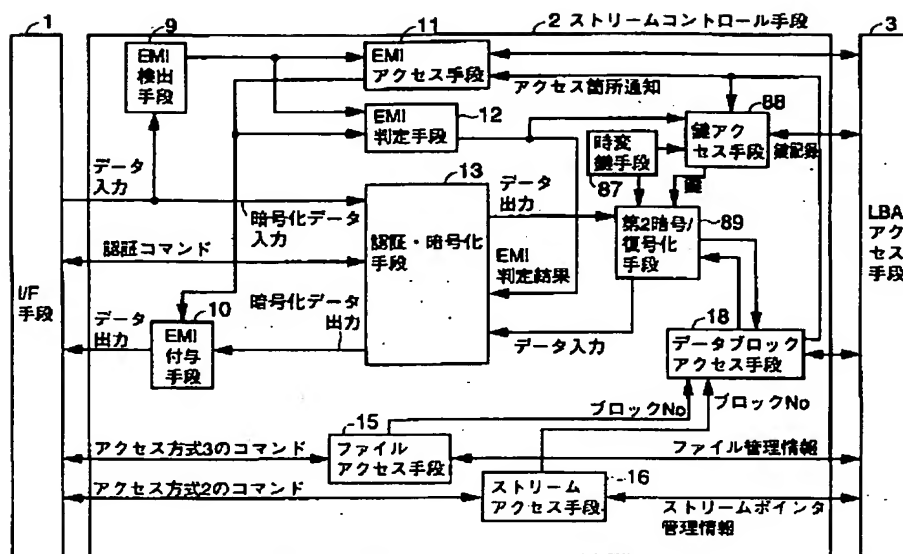 1
2 ストリームコントロール手段
3
9
EMI
検出
手段
11
EMI
アクセス手段
アクセス箇所通知
12
EMI
判定手段
88
鍵アク
セス手段
鍵記録
時変
鍵手段
87
鍵
データ
入力
暗号化データ
入力
13
認証・暗号化
手段
データ
出力
第2暗号/
復号化
手段
89
LBA
アク
セス
手段
認証コマンド
I/F
手段
EMI
判定結果
データ
出力
10
EMI
付与
手段
暗号化データ
出力
データ入力
18
データブロック
アクセス手段
ブロックNo
ブロックNo
アクセス方式3のコマンド
15
ファイル
アクセス手段
ファイル管理情報
アクセス方式2のコマンド
16
ストリーム
アクセス手段
ストリームポインタ
管理情報